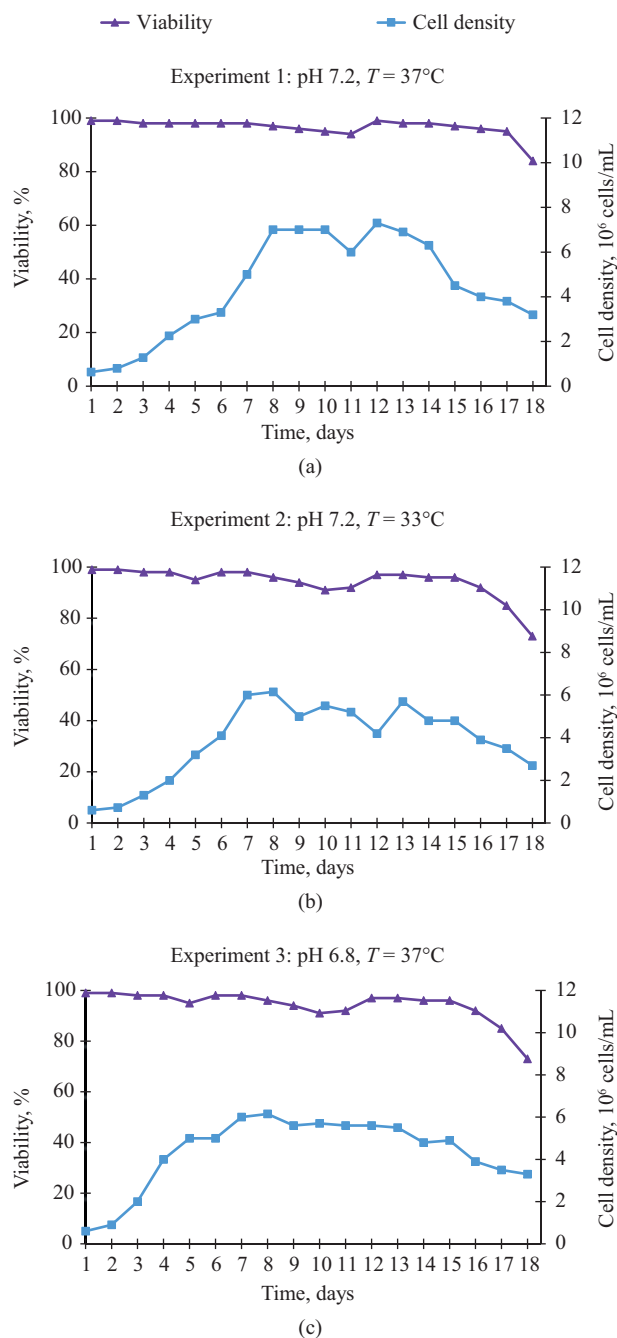 Viability
Cell density
Experiment 1: pH 7.2, T = 37°C
100
80
60
40
20
0
Viability, %
12
10
8
6
4
2
0
Cell density, 10⁶ cells/mL
1 2 3 4 5 6 7 8 9 10 11 12 13 14 15 16 17 18
Time, days
(a)
Experiment 2: pH 7.2, T = 33°C
100
80
60
40
20
0
Viability, %
12
10
8
6
4
2
0
Cell density, 10⁶ cells/mL
1 2 3 4 5 6 7 8 9 10 11 12 13 14 15 16 17 18
Time, days
(b)
Experiment 3: pH 6.8, T = 37°C
100
80
60
40
20
0
Viability, %
12
10
8
6
4
2
0
Cell density, 10⁶ cells/mL
1 2 3 4 5 6 7 8 9 10 11 12 13 14 15 16 17 18
Time, days
(c)